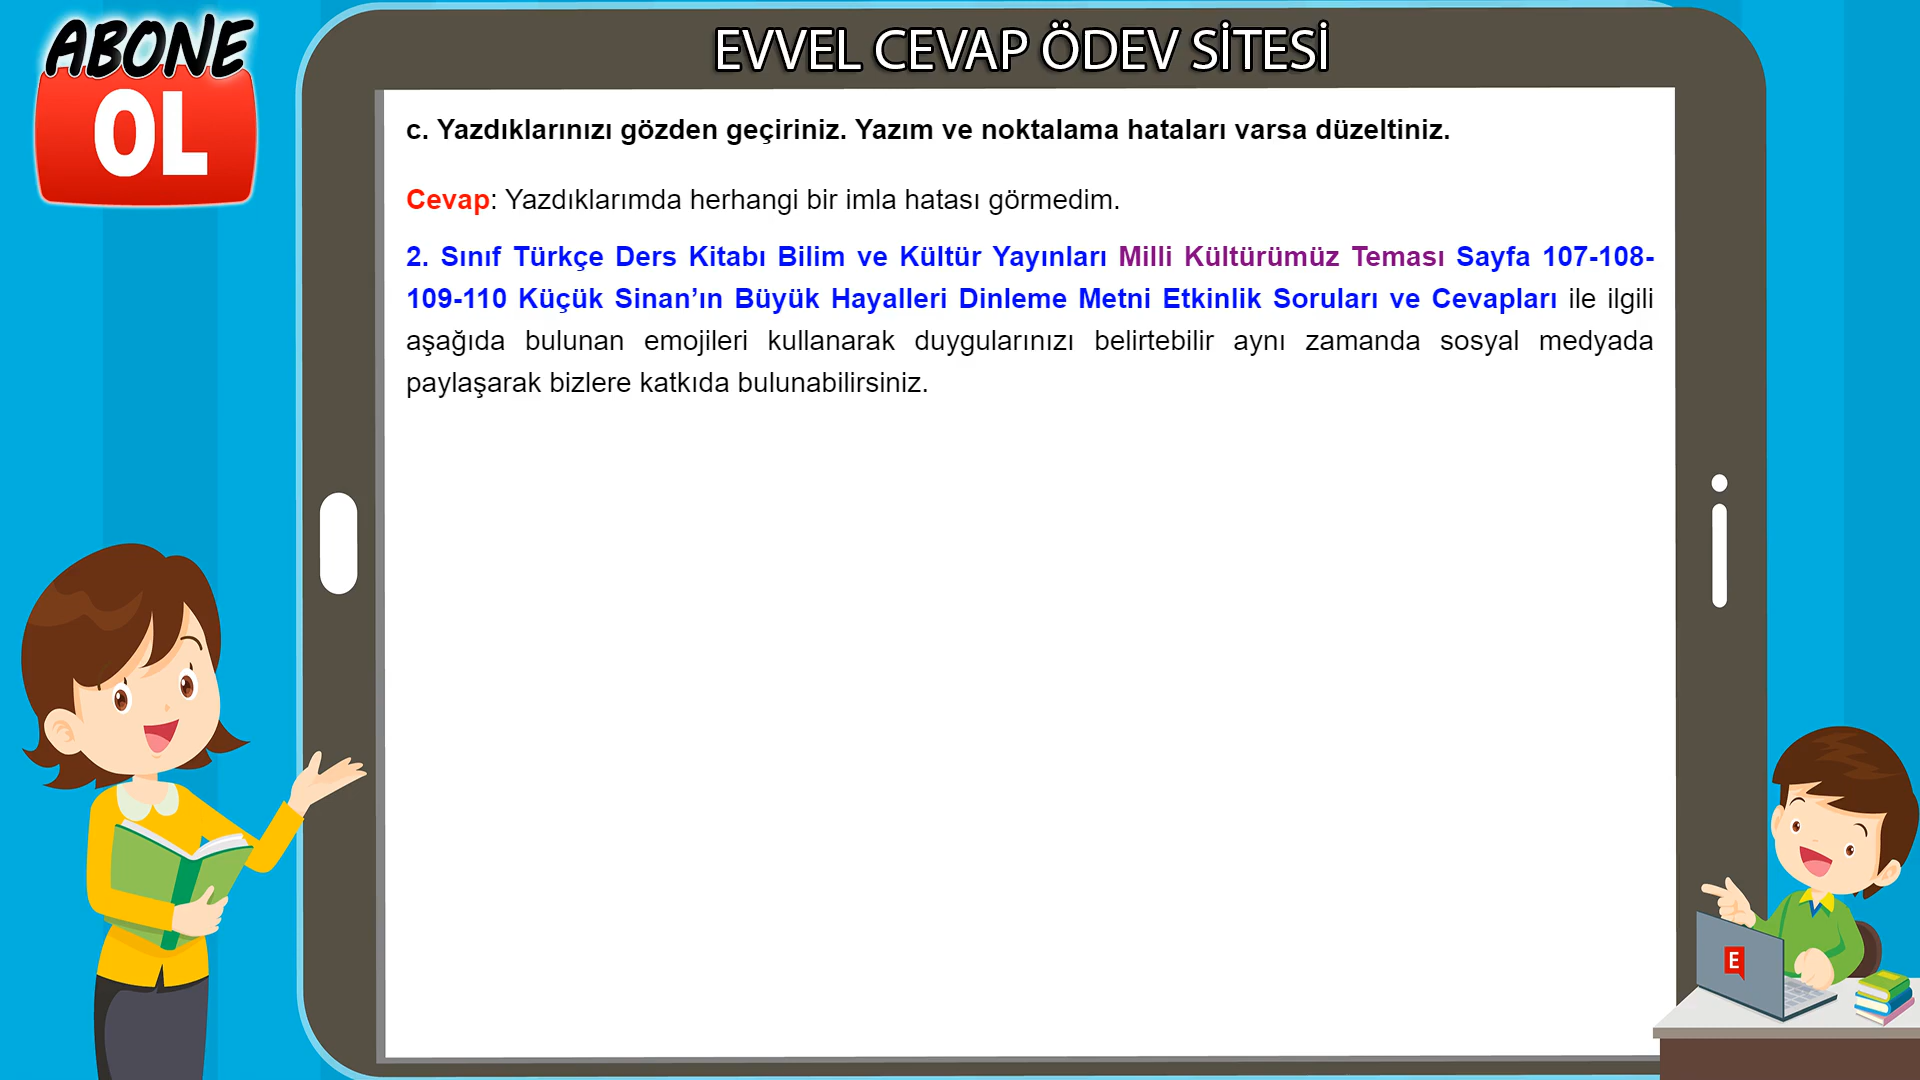 ABONE
OL
EVVEL CEVAP ÖDEV SİTESİ
c. Yazdıklarınızı gözden geçiriniz. Yazım ve noktalama hataları varsa düzeltiniz.
Cevap: Yazdıklarımda herhangi bir imla hatası görmedim.
2. Sınıf Türkçe Ders Kitabı Bilim ve Kültür Yayınları Milli Kültürümüz Teması Sayfa 107-108-
109-110 Küçük Sinan’ın Büyük Hayalleri Dinleme Metni Etkinlik Soruları ve Cevapları ile ilgili
aşağıda bulunan emojileri kullanarak duygularınızı belirtebilir aynı zamanda sosyal medyada
paylaşarak bizlere katkıda bulunabilirsiniz.
E